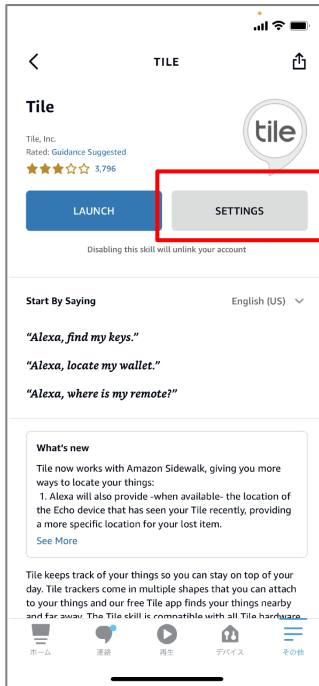 TILE
Tile
tile
Tile, Inc.
Rated: Guidance Suggested
3,796
LAUNCH
SETTINGS
Disabling this skill will unlink your account
Start By Saying
English (US)
“Alexa, find my keys.”
“Alexa, locate my wallet.”
“Alexa, where is my remote?”
What's new
Tile now works with Amazon Sidewalk, giving you more
ways to locate your things:
1. Alexa will also provide -when available- the location of
the Echo device that has seen your Tile recently, providing
a more specific location for your lost item.
See More
Tile keeps track of your things so you can stay on top of your
day. Tile trackers come in multiple shapes that you can attach
to your things and our free Tile app finds your things nearby
and far away. The Tile skill is compatible with all Tile hardware
ホーム
連絡
再生
デバイス
その他